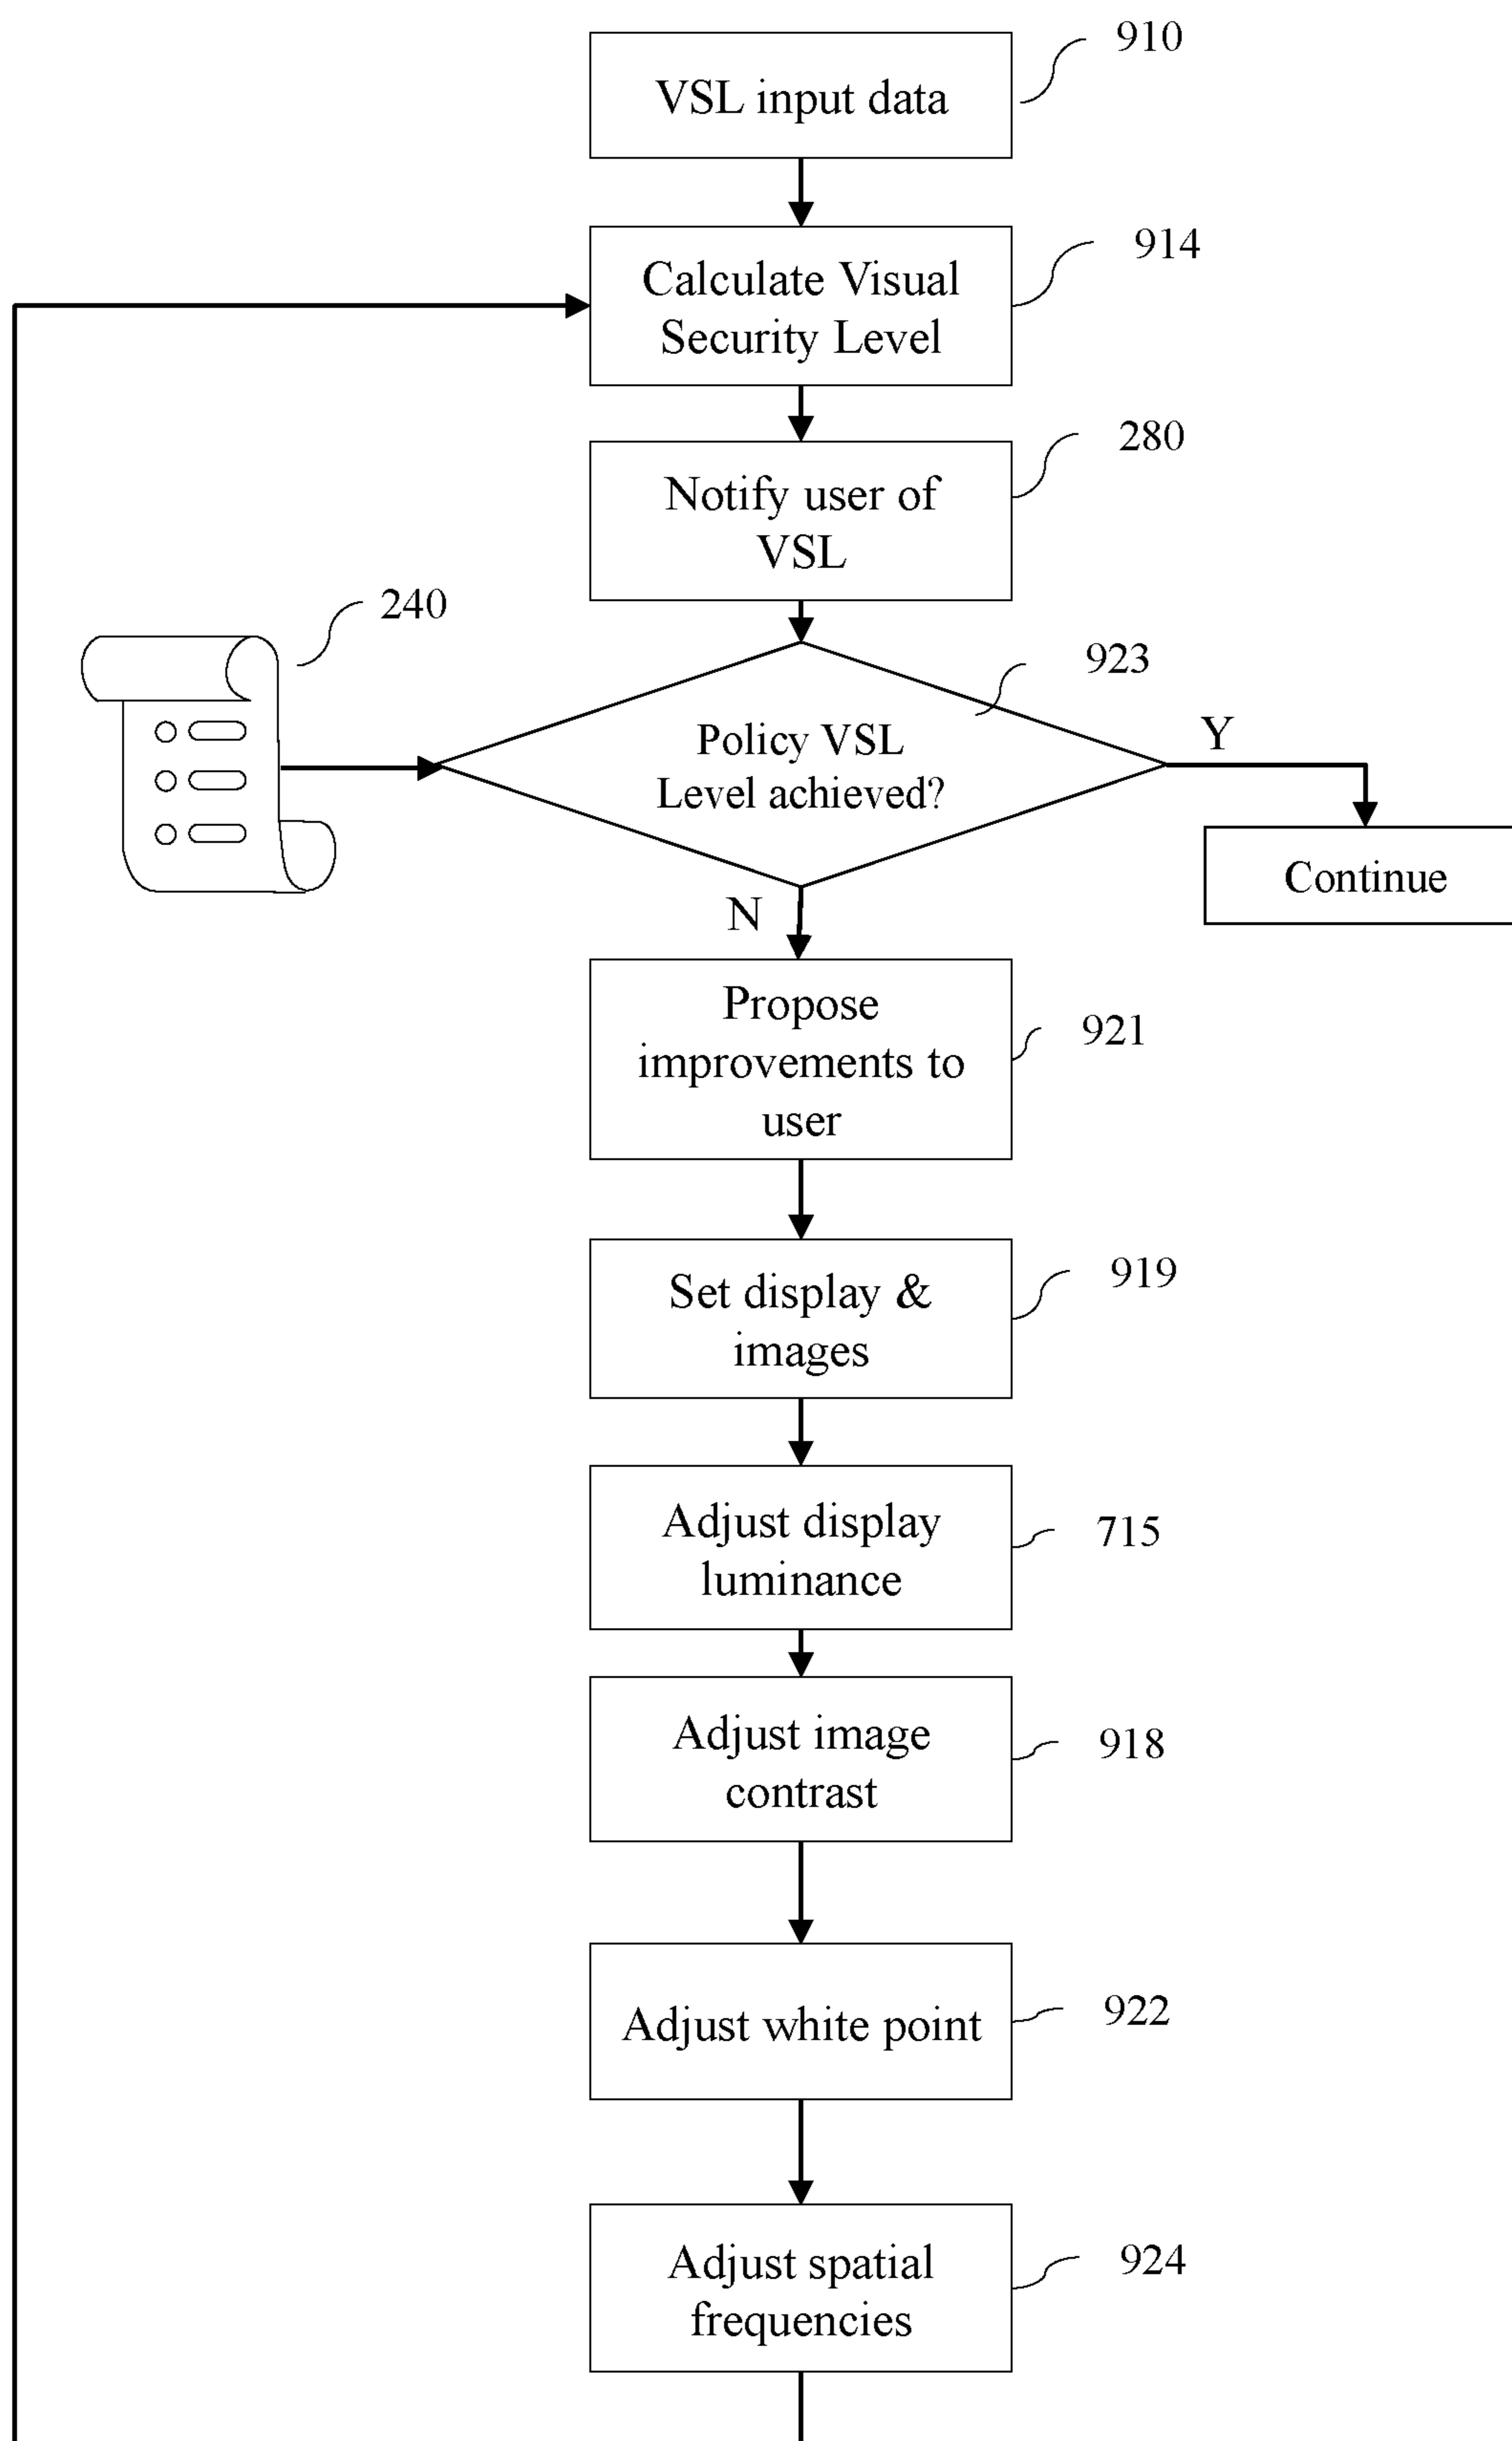 910
VSL input data
914
Calculate Visual
Security Level
280
Notify user of
VSL
240
923
Policy VSL
Level achieved?
Y
Continue
N
Propose
improvements to
user
921
Set display &
images
919
Adjust display
luminance
715
Adjust image
contrast
918
Adjust white point
922
Adjust spatial
frequencies
924